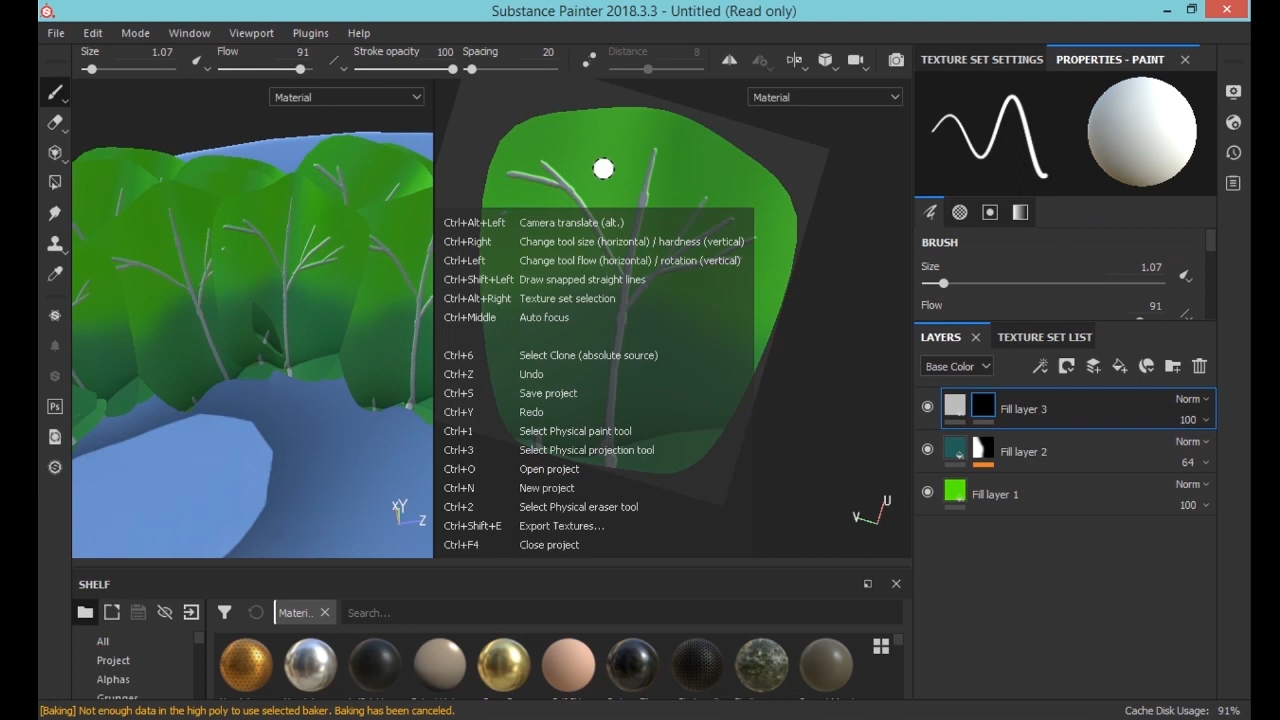 Substance Painter 2018.3.3 - Untitled (Read only)
File Edit Mode Window Viewport Plugins Help
Size 1.07 Flow 91 Stroke opacity 100 Spacing 20 Distance 8
Material
Material
Ctrl+Alt+Left Camera translate (alt.)
Ctrl+Right Change tool size (horizontal) / hardness (vertical)
Ctrl+Left Change tool flow (horizontal) / rotation (vertical)
Ctrl+Shift+Left Draw snapped straight lines
Ctrl+Alt+Right Texture set selection
Ctrl+Middle Auto focus
Ctrl+6 Select Clone (absolute source)
Ctrl+Z Undo
Ctrl+S Save project
Ctrl+Y Redo
Ctrl+1 Select Physical paint tool
Ctrl+3 Select Physical projection tool
Ctrl+O Open project
Ctrl+N New project
Ctrl+2 Select Physical eraser tool
Ctrl+Shift+E Export Textures...
Ctrl+F4 Close project
XY
Z
U
V
Ps
TEXTURE SET SETTINGS PROPERTIES - PAINT
BRUSH
Size 1.07
Flow 91
LAYERS TEXTURE SET LIST
Base Color
Fill layer 3 Norm 100
Fill layer 2 Norm 64
Fill layer 1 Norm 100
SHELF
Materi.. Search...
All
Project
Alphas
Grunges
[Baking] Not enough data in the high poly to use selected baker. Baking has been canceled.
Cache Disk Usage: 91%